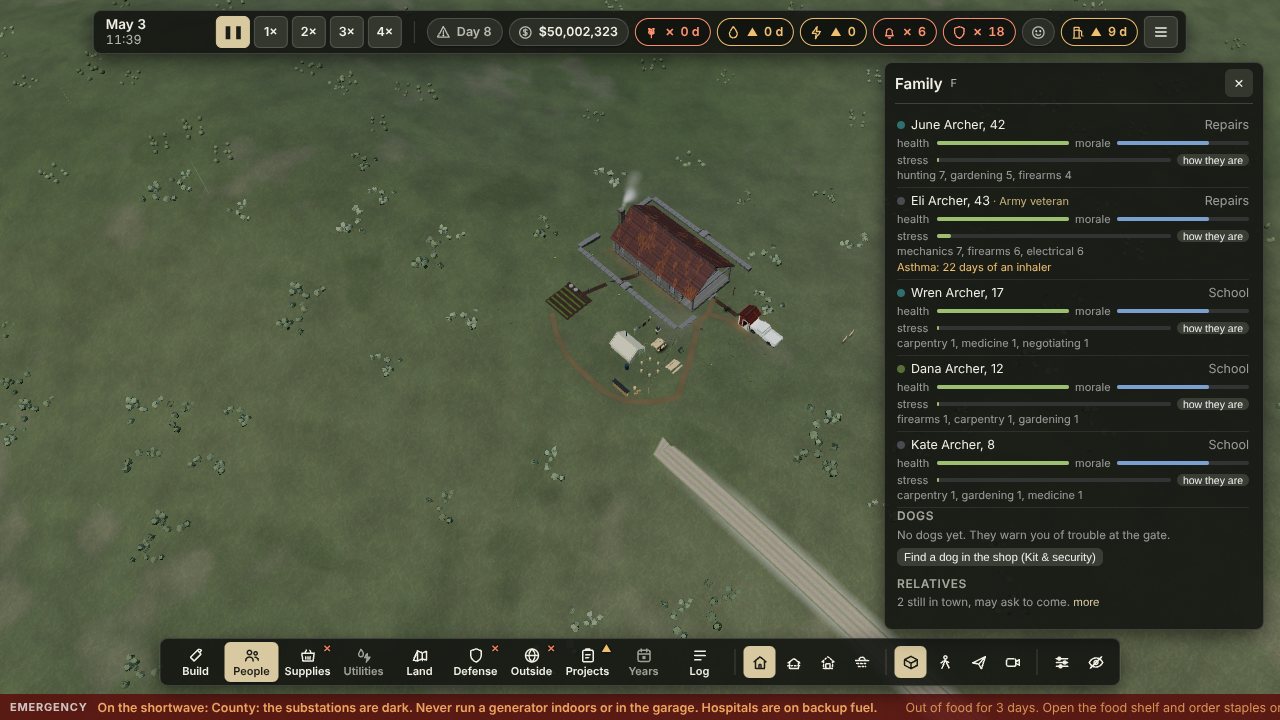 May 3
11:39
1×
2×
3×
4×
Day 8
$50,002,323
× 0 d
0 d
0
× 6
× 18
9 d
Family F
×
June Archer, 42 Repairs
health morale
stress how they are
hunting 7, gardening 5, firearms 4
Eli Archer, 43 · Army veteran Repairs
health morale
stress how they are
mechanics 7, firearms 6, electrical 6
Asthma: 22 days of an inhaler
Wren Archer, 17 School
health morale
stress how they are
carpentry 1, medicine 1, negotiating 1
Dana Archer, 12 School
health morale
stress how they are
firearms 1, carpentry 1, gardening 1
Kate Archer, 8 School
health morale
stress how they are
carpentry 1, gardening 1, medicine 1
DOGS
No dogs yet. They warn you of trouble at the gate.
Find a dog in the shop (Kit & security)
RELATIVES
2 still in town, may ask to come. more
Build
People
Supplies
Utilities
Land
Defense
Outside
Projects
Years
Log
EMERGENCY On the shortwave: County: the substations are dark. Never run a generator indoors or in the garage. Hospitals are on backup fuel. Out of food for 3 days. Open the food shelf and order staples